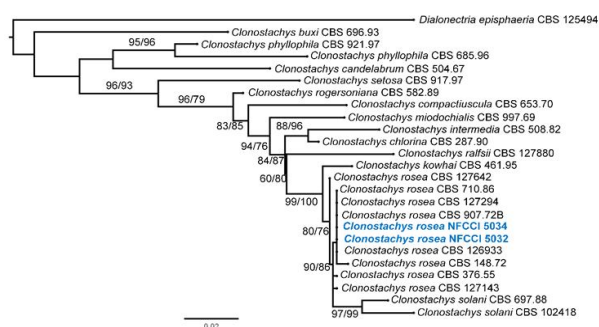 Dialonectria episphaeria CBS 125494
Clonostachys buxi CBS 696.93
Clonostachys phyllophila CBS 921.97
95/96
Clonostachys phyllophila CBS 685.96
Clonostachys candelabrum CBS 504.67
Clonostachys setosa CBS 917.97
96/93
Clonostachys rogersoniana CBS 582.89
96/79
Clonostachys compactiuscula CBS 653.70
Clonostachys miodochialis CBS 997.69
83/85
88/96
Clonostachys intermedia CBS 508.82
Clonostachys chlorina CBS 287.90
94/76
Clonostachys ralfsii CBS 127880
84/87
Clonostachys kowhai CBS 461.95
60/80
Clonostachys rosea CBS 127642
Clonostachys rosea CBS 710.86
99/100
Clonostachys rosea CBS 127294
Clonostachys rosea CBS 907.72B
Clonostachys rosea NFCCI 5034
80/76
Clonostachys rosea NFCCI 5032
Clonostachys rosea CBS 126933
Clonostachys rosea CBS 148.72
90/86
Clonostachys rosea CBS 376.55
Clonostachys rosea CBS 127143
Clonostachys solani CBS 697.88
97/99
Clonostachys solani CBS 102418